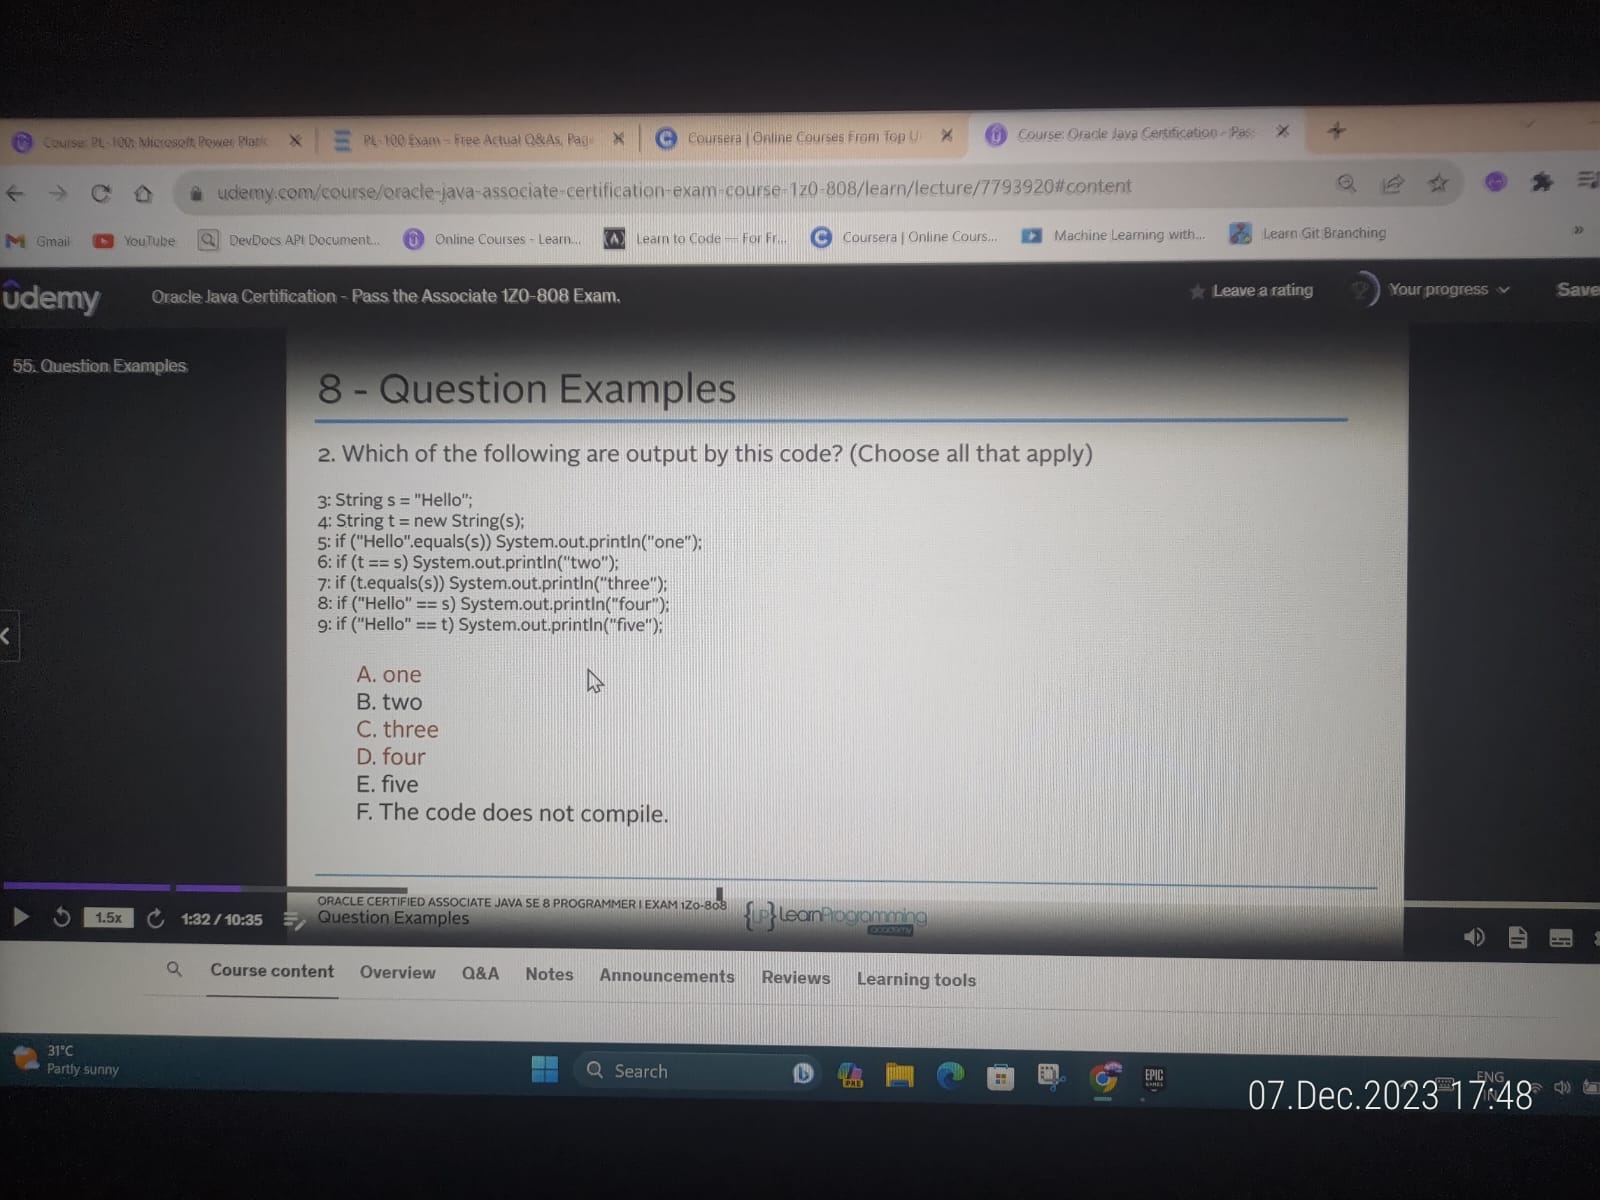 Course: PL-100: Microsoft Power Platf
PL-100 Exam – Free Actual Q&As, Page
Coursera | Online Courses From Top U
Course: Oracle Java Certification - Pas
udemy.com/course/oracle-java-associate-certification-exam-course-1z0-808/learn/lecture/7793920#content
Gmail
YouTube
DevDocs API Document...
Online Courses - Learn...
Learn to Code — For Fr...
Coursera | Online Cours...
Machine Learning with...
Learn Git Branching
»
udemy
Oracle Java Certification - Pass the Associate 1Z0-808 Exam.
Leave a rating
Your progress
Save
55. Question Examples
8 - Question Examples
2. Which of the following are output by this code? (Choose all that apply)
3: String s = "Hello";
4: String t = new String(s);
5: if ("Hello".equals(s)) System.out.println("one");
6: if (t == s) System.out.println("two");
7: if (t.equals(s)) System.out.println("three");
8: if ("Hello" == s) System.out.println("four");
9: if ("Hello" == t) System.out.println("five");
A. one
B. two
C. three
D. four
E. five
F. The code does not compile.
ORACLE CERTIFIED ASSOCIATE JAVA SE 8 PROGRAMMER I EXAM 1Z0-808
1.5x
1:32 / 10:35
Question Examples
{LP} LearnProgramming
academy
Course content
Overview
Q&A
Notes
Announcements
Reviews
Learning tools
31°C
Partly sunny
Search
PRE
EPIC
GAMES
ENG
IN
07.Dec.2023 17:48